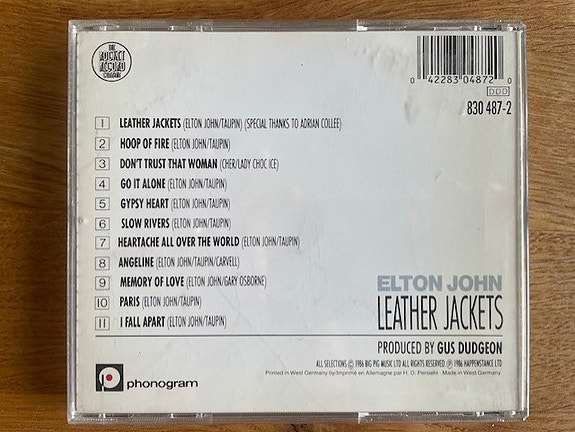 THE ROCKET RECORD COMPANY
0 42283 04872 0
DDD
830 487-2
1 LEATHER JACKETS (ELTON JOHN/TAUPIN) (SPECIAL THANKS TO ADRIAN COLLEE)
2 HOOP OF FIRE (ELTON JOHN/TAUPIN)
3 DON'T TRUST THAT WOMAN (CHER/LADY CHOC ICE)
4 GO IT ALONE (ELTON JOHN/TAUPIN)
5 GYPSY HEART (ELTON JOHN/TAUPIN)
6 SLOW RIVERS (ELTON JOHN/TAUPIN)
7 HEARTACHE ALL OVER THE WORLD (ELTON JOHN/TAUPIN)
8 ANGELINE (ELTON JOHN/TAUPIN/CARVELL)
9 MEMORY OF LOVE (ELTON JOHN/GARY OSBORNE)
10 PARIS (ELTON JOHN/TAUPIN)
11 I FALL APART (ELTON JOHN/TAUPIN)
ELTON JOHN
LEATHER JACKETS
PRODUCED BY GUS DUDGEON
ALL SELECTIONS © 1986 BIG PIG MUSIC LTD ALL RIGHTS RESERVED. ℗ 1986 HAPPENSTANCE LTD
Printed in West Germany by/Imprimé en Allemagne par H. O. Persiehl · Made in West Germany
phonogram